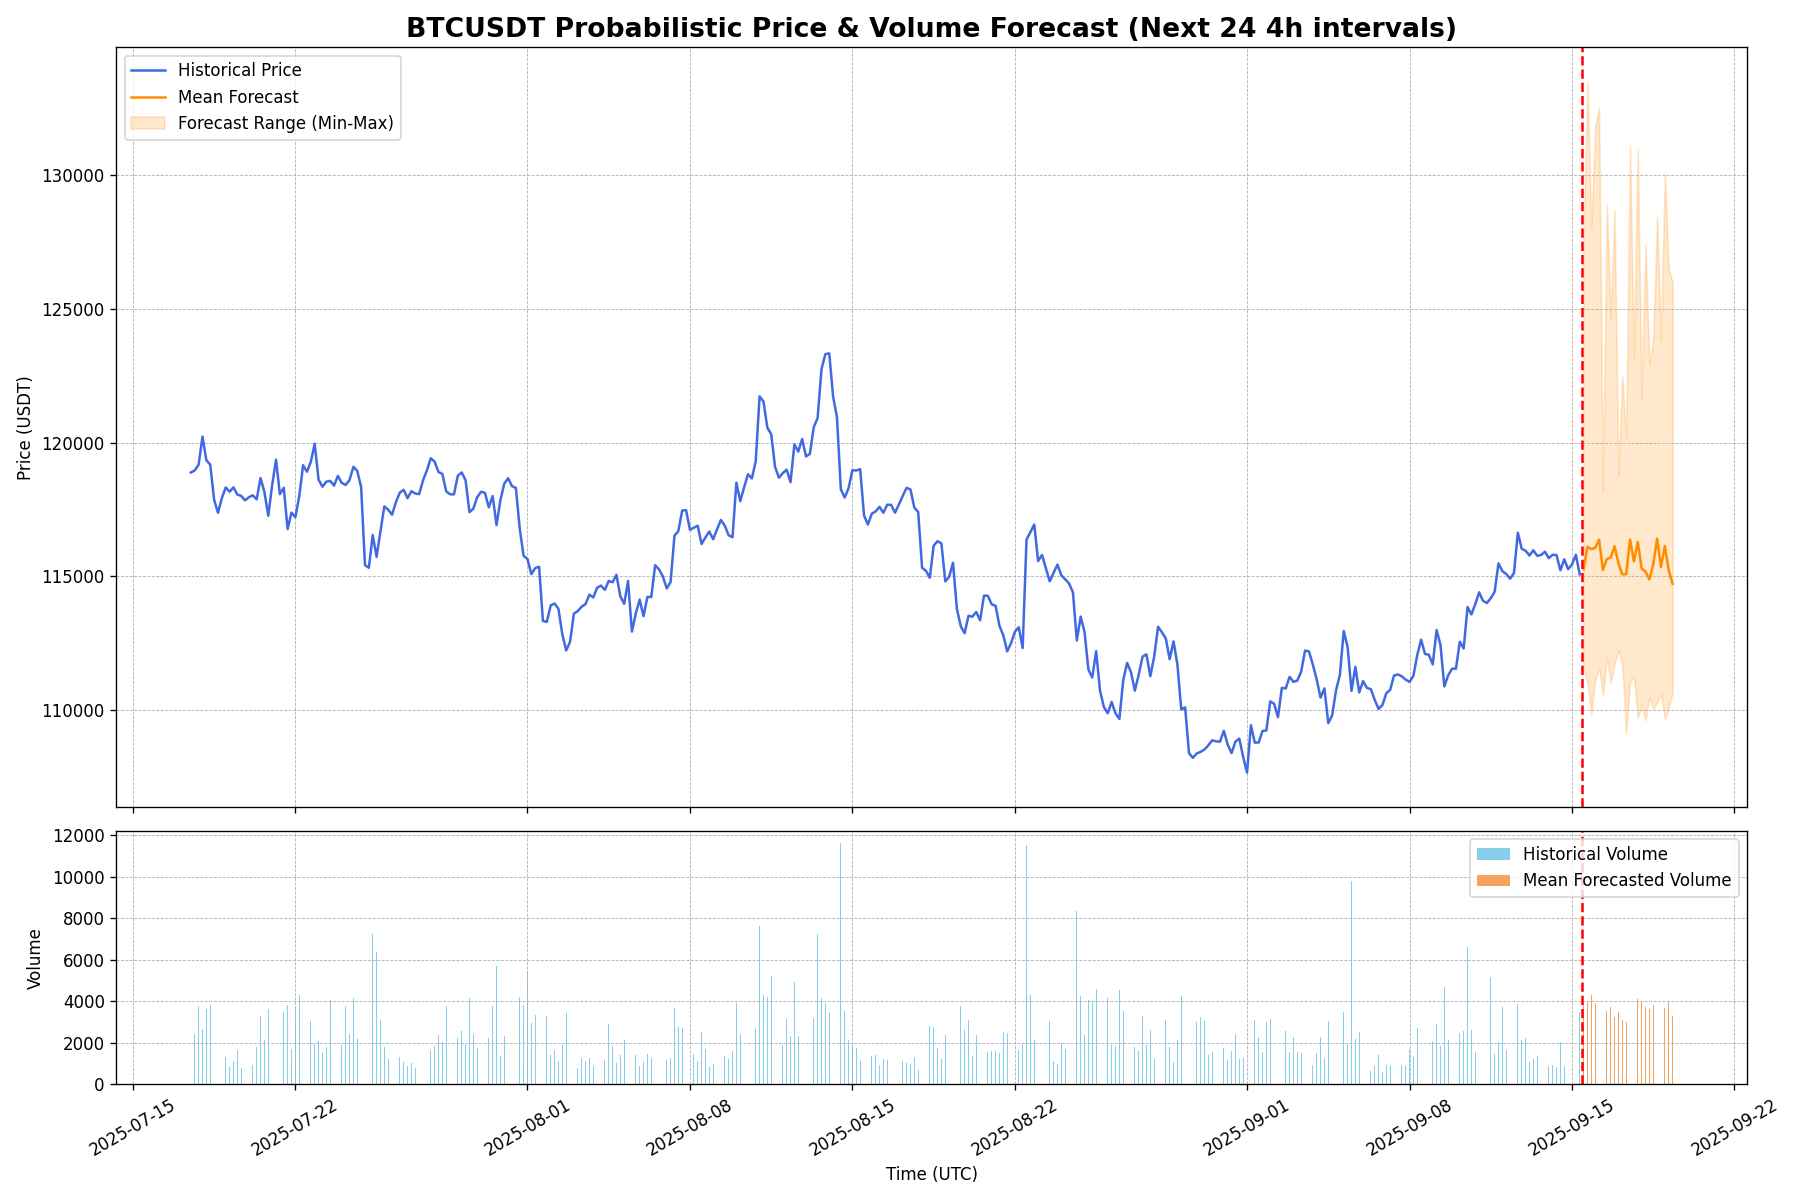 BTCUSDT Probabilistic Price & Volume Forecast (Next 24 4h intervals)
Historical Price
Mean Forecast
Forecast Range (Min-Max)
130000
125000
120000
115000
110000
Price (USDT)
12000
10000
8000
6000
4000
2000
0
Volume
Historical Volume
Mean Forecasted Volume
2025-07-15
2025-07-22
2025-08-01
2025-08-08
2025-08-15
2025-08-22
2025-09-01
2025-09-08
2025-09-15
2025-09-22
Time (UTC)